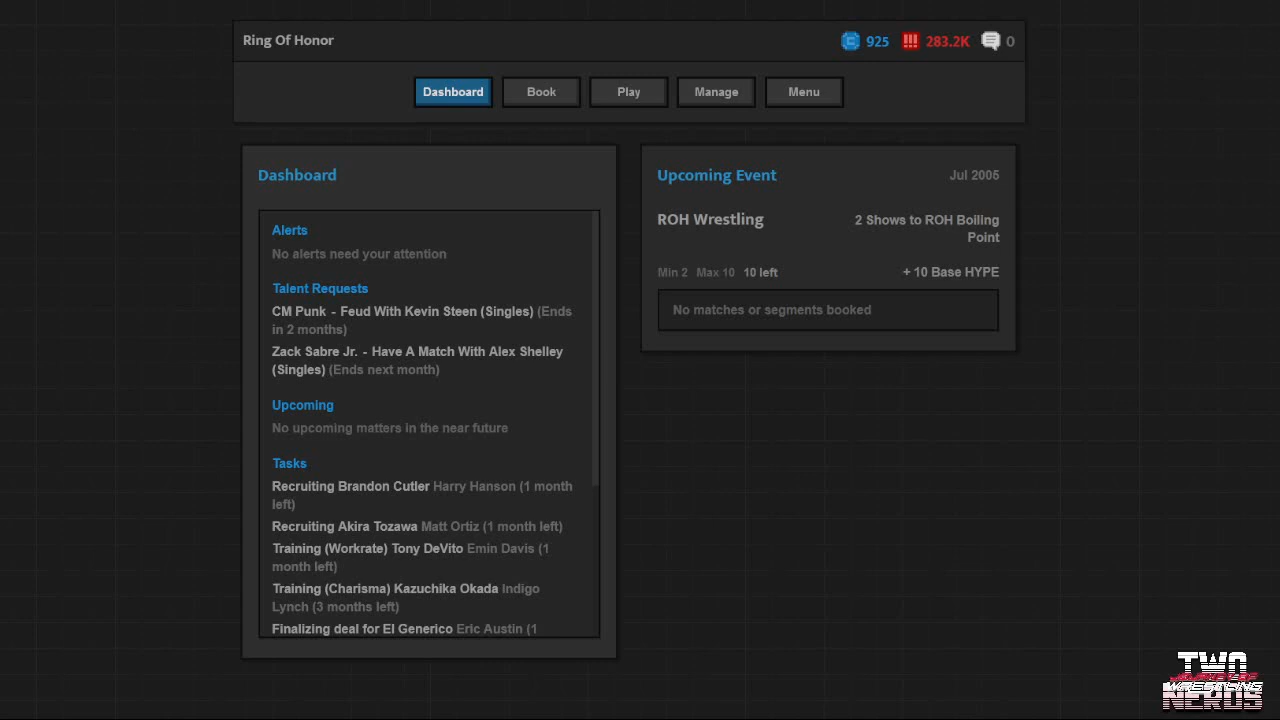 Ring Of Honor
925
283.2K
0
Dashboard
Book
Play
Manage
Menu
Dashboard
Alerts
No alerts need your attention
Talent Requests
CM Punk - Feud With Kevin Steen (Singles) (Ends
in 2 months)
Zack Sabre Jr. - Have A Match With Alex Shelley
(Singles) (Ends next month)
Upcoming
No upcoming matters in the near future
Tasks
Recruiting Brandon Cutler Harry Hanson (1 month
left)
Recruiting Akira Tozawa Matt Ortiz (1 month left)
Training (Workrate) Tony DeVito Emin Davis (1
month left)
Training (Charisma) Kazuchika Okada Indigo
Lynch (3 months left)
Finalizing deal for El Generico Eric Austin (1
Upcoming Event
Jul 2005
ROH Wrestling
2 Shows to ROH Boiling
Point
Min 2 Max 10 10 left
+ 10 Base HYPE
No matches or segments booked
TWO
WRESTLING
NERDS